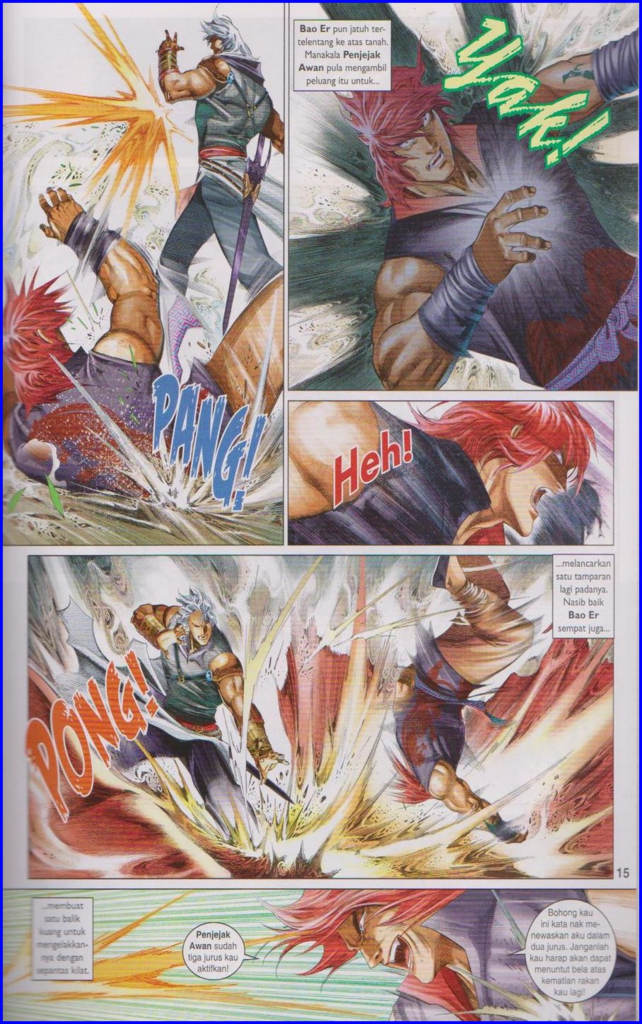 PANG!
Bao Er pun jatuh ter-
telentang ke atas tanah.
Manakala Penjejak
Awan pula mengambil
peluang itu untuk...
Yak!
Heh!
...melancarkan
satu tamparan
lagi padanya.
Nasib baik
Bao Er
sempat juga...
PONG!
15
...membuat
satu balik
kuang untuk
mengelakkan-
nya dengan
sepantas kilat.
Penjejak
Awan sudah
tiga jurus kau
aktifkan!
Bohong kau
ini kata nak me-
newaskan aku dalam
dua jurus. Janganlah
kau harap akan dapat
menuntut bela atas
kematian rakan
kau lagi!